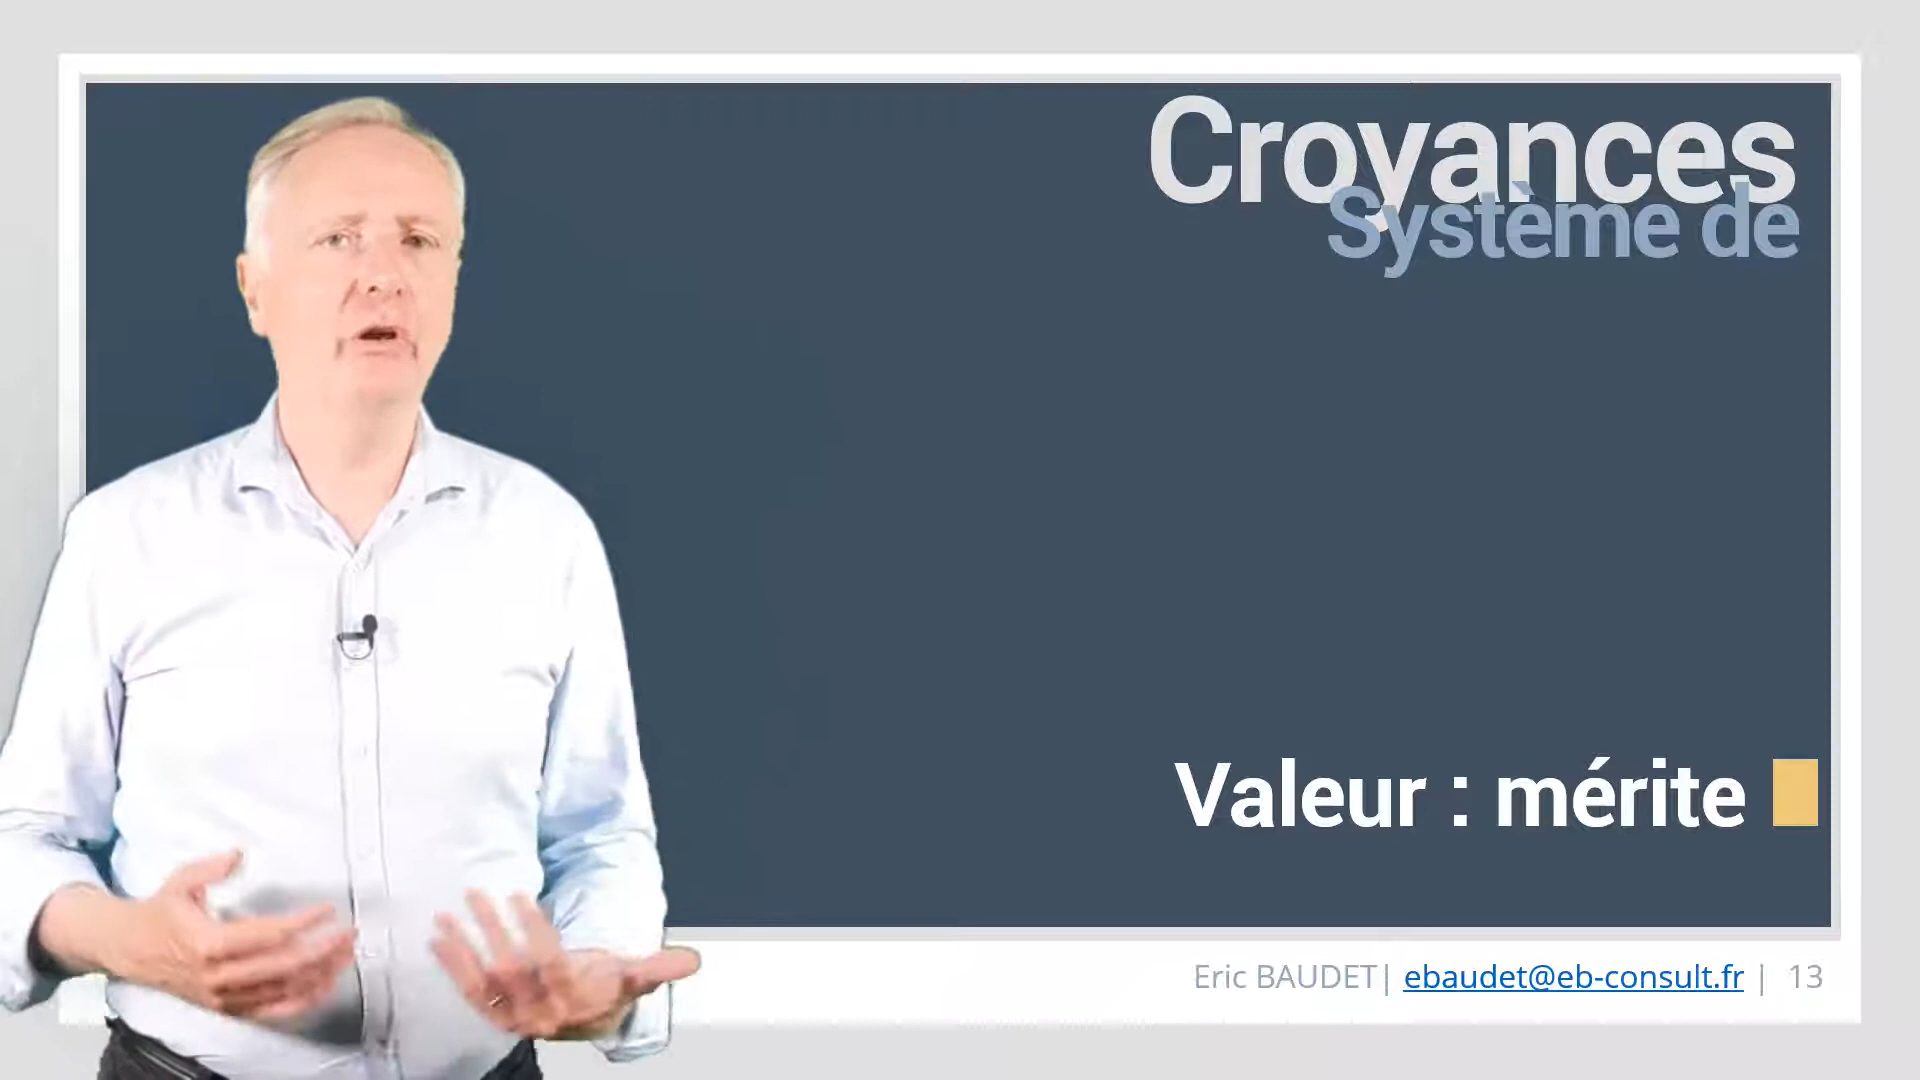 Croyances
Système de
Valeur : mérite
Eric BAUDET| ebaudet@eb-consult.fr | 13